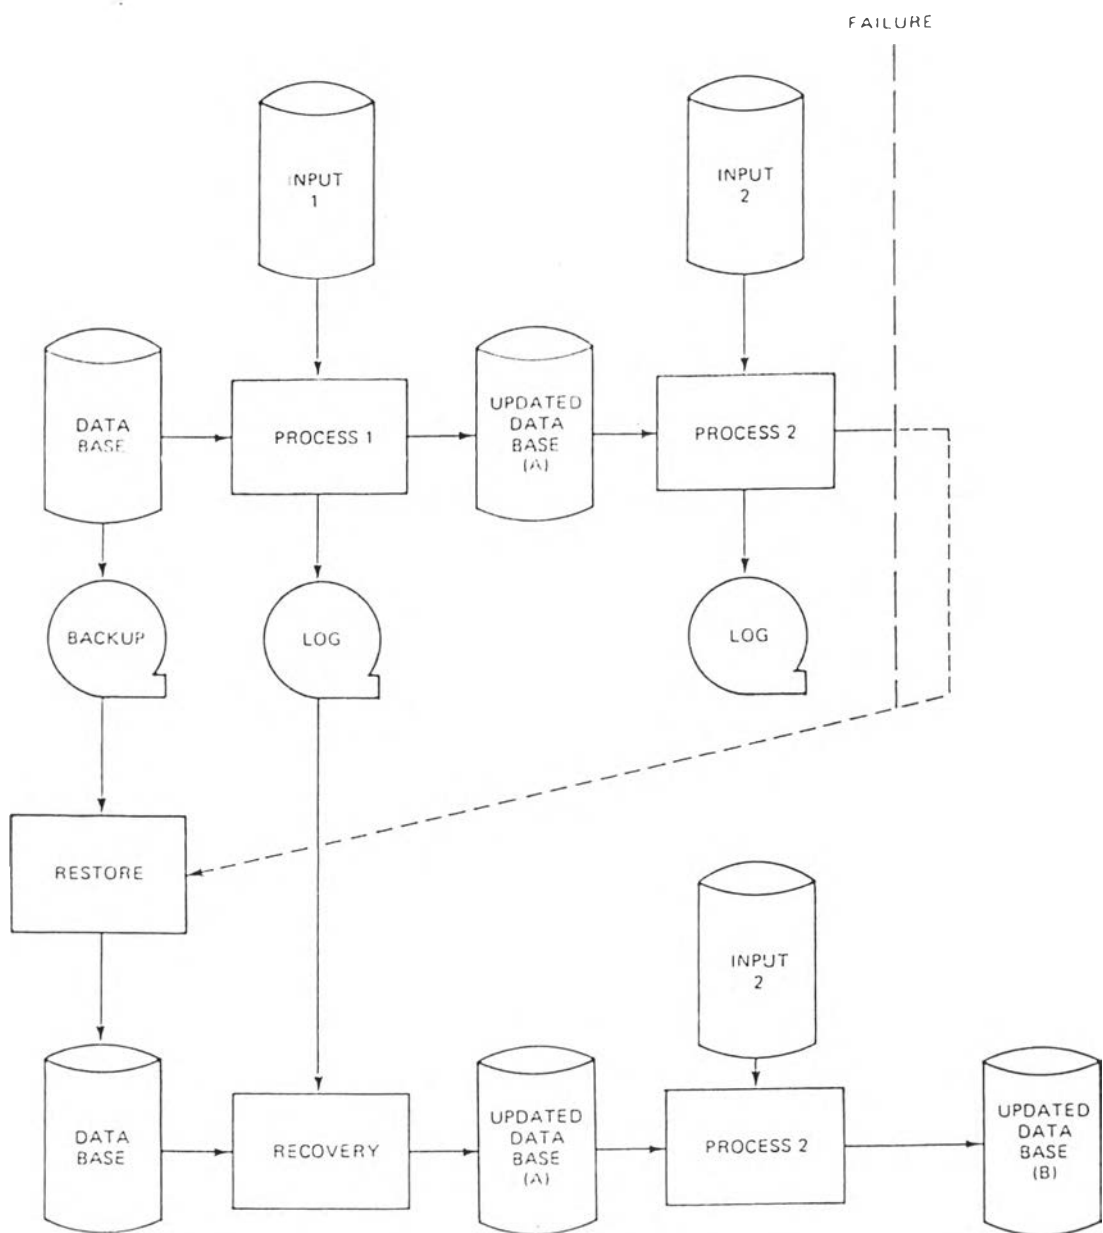 FAILURE
INPUT
1
INPUT
2
DATA
BASE
PROCESS 1
UPDATED
DATA
BASE
(A)
PROCESS 2
BACKUP
LOG
LOG
RESTORE
INPUT
2
DATA
BASE
RECOVERY
UPDATED
DATA
BASE
(A)
PROCESS 2
UPDATED
DATA
BASE
(B)